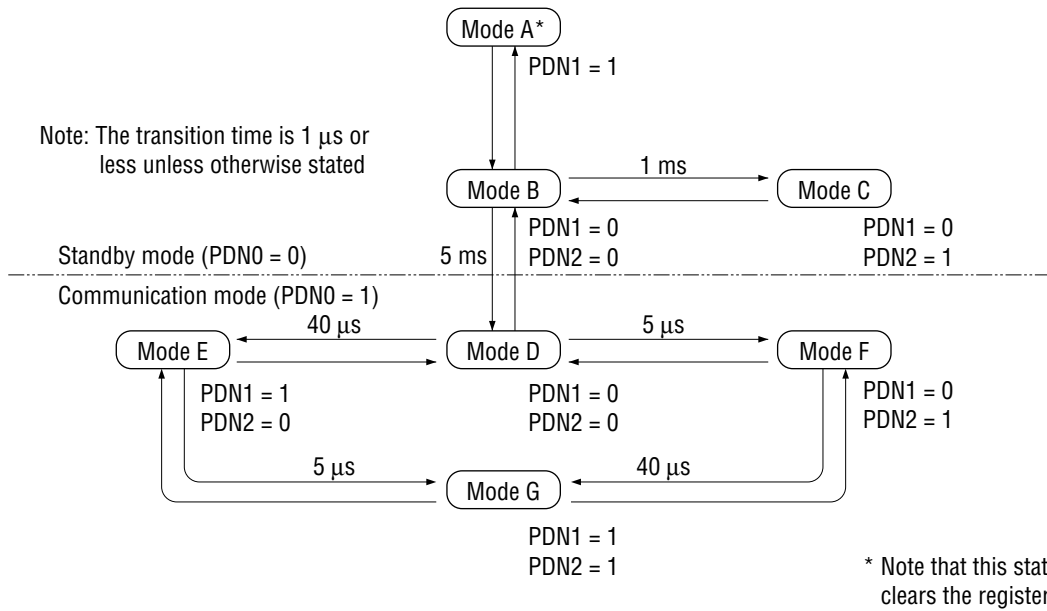 Mode A*
PDN1 = 1
Note: The transition time is 1 μs or
less unless otherwise stated
Mode B
1 ms
Mode C
PDN1 = 0
PDN2 = 0
PDN1 = 0
PDN2 = 1
Standby mode (PDN0 = 0)
5 ms
Communication mode (PDN0 = 1)
Mode E
40 μs
Mode D
5 μs
Mode F
PDN1 = 1
PDN2 = 0
PDN1 = 0
PDN2 = 0
PDN1 = 0
PDN2 = 1
5 μs
Mode G
40 μs
PDN1 = 1
PDN2 = 1
* Note that this stat
clears the register